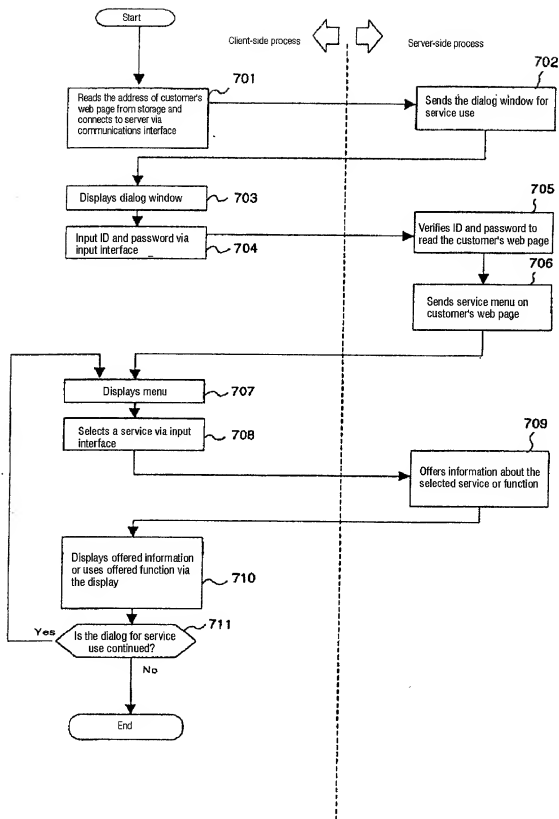 Start
Client-side process
Server-side process
701
Reads the address of customer's
web page from storage and
connects to server via
communications interface
702
Sends the dialog window for
service use
Displays dialog window
703
Input ID and password via
input interface
704
705
Verifies ID and password to
read the customer's web page
706
Sends service menu on
customer's web page
Displays menu
707
Selects a service via input
interface
708
709
Offers information about the
selected service or function
Displays offered information
or uses offered function via
the display
710
711
Is the dialog for service
use continued?
Yes
No
End